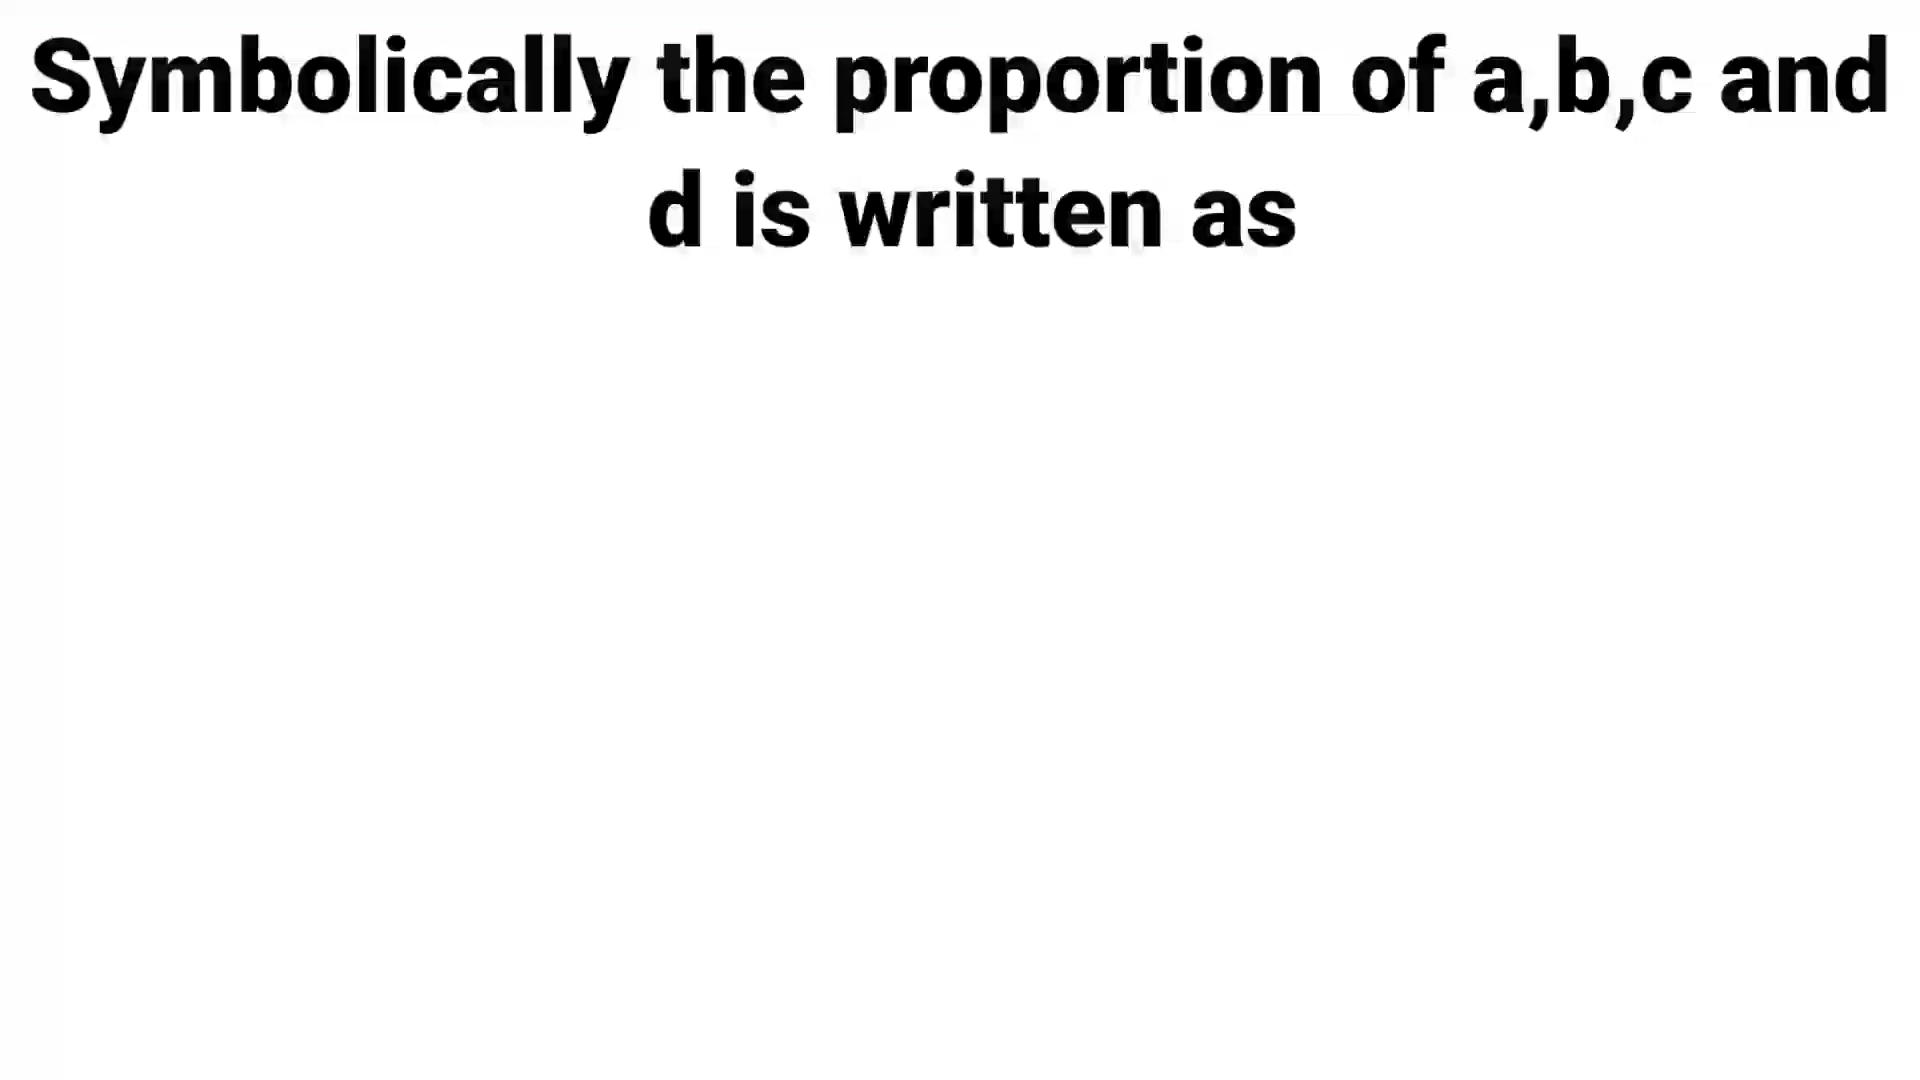 Symbolically the proportion of a,b,c and
d is written as